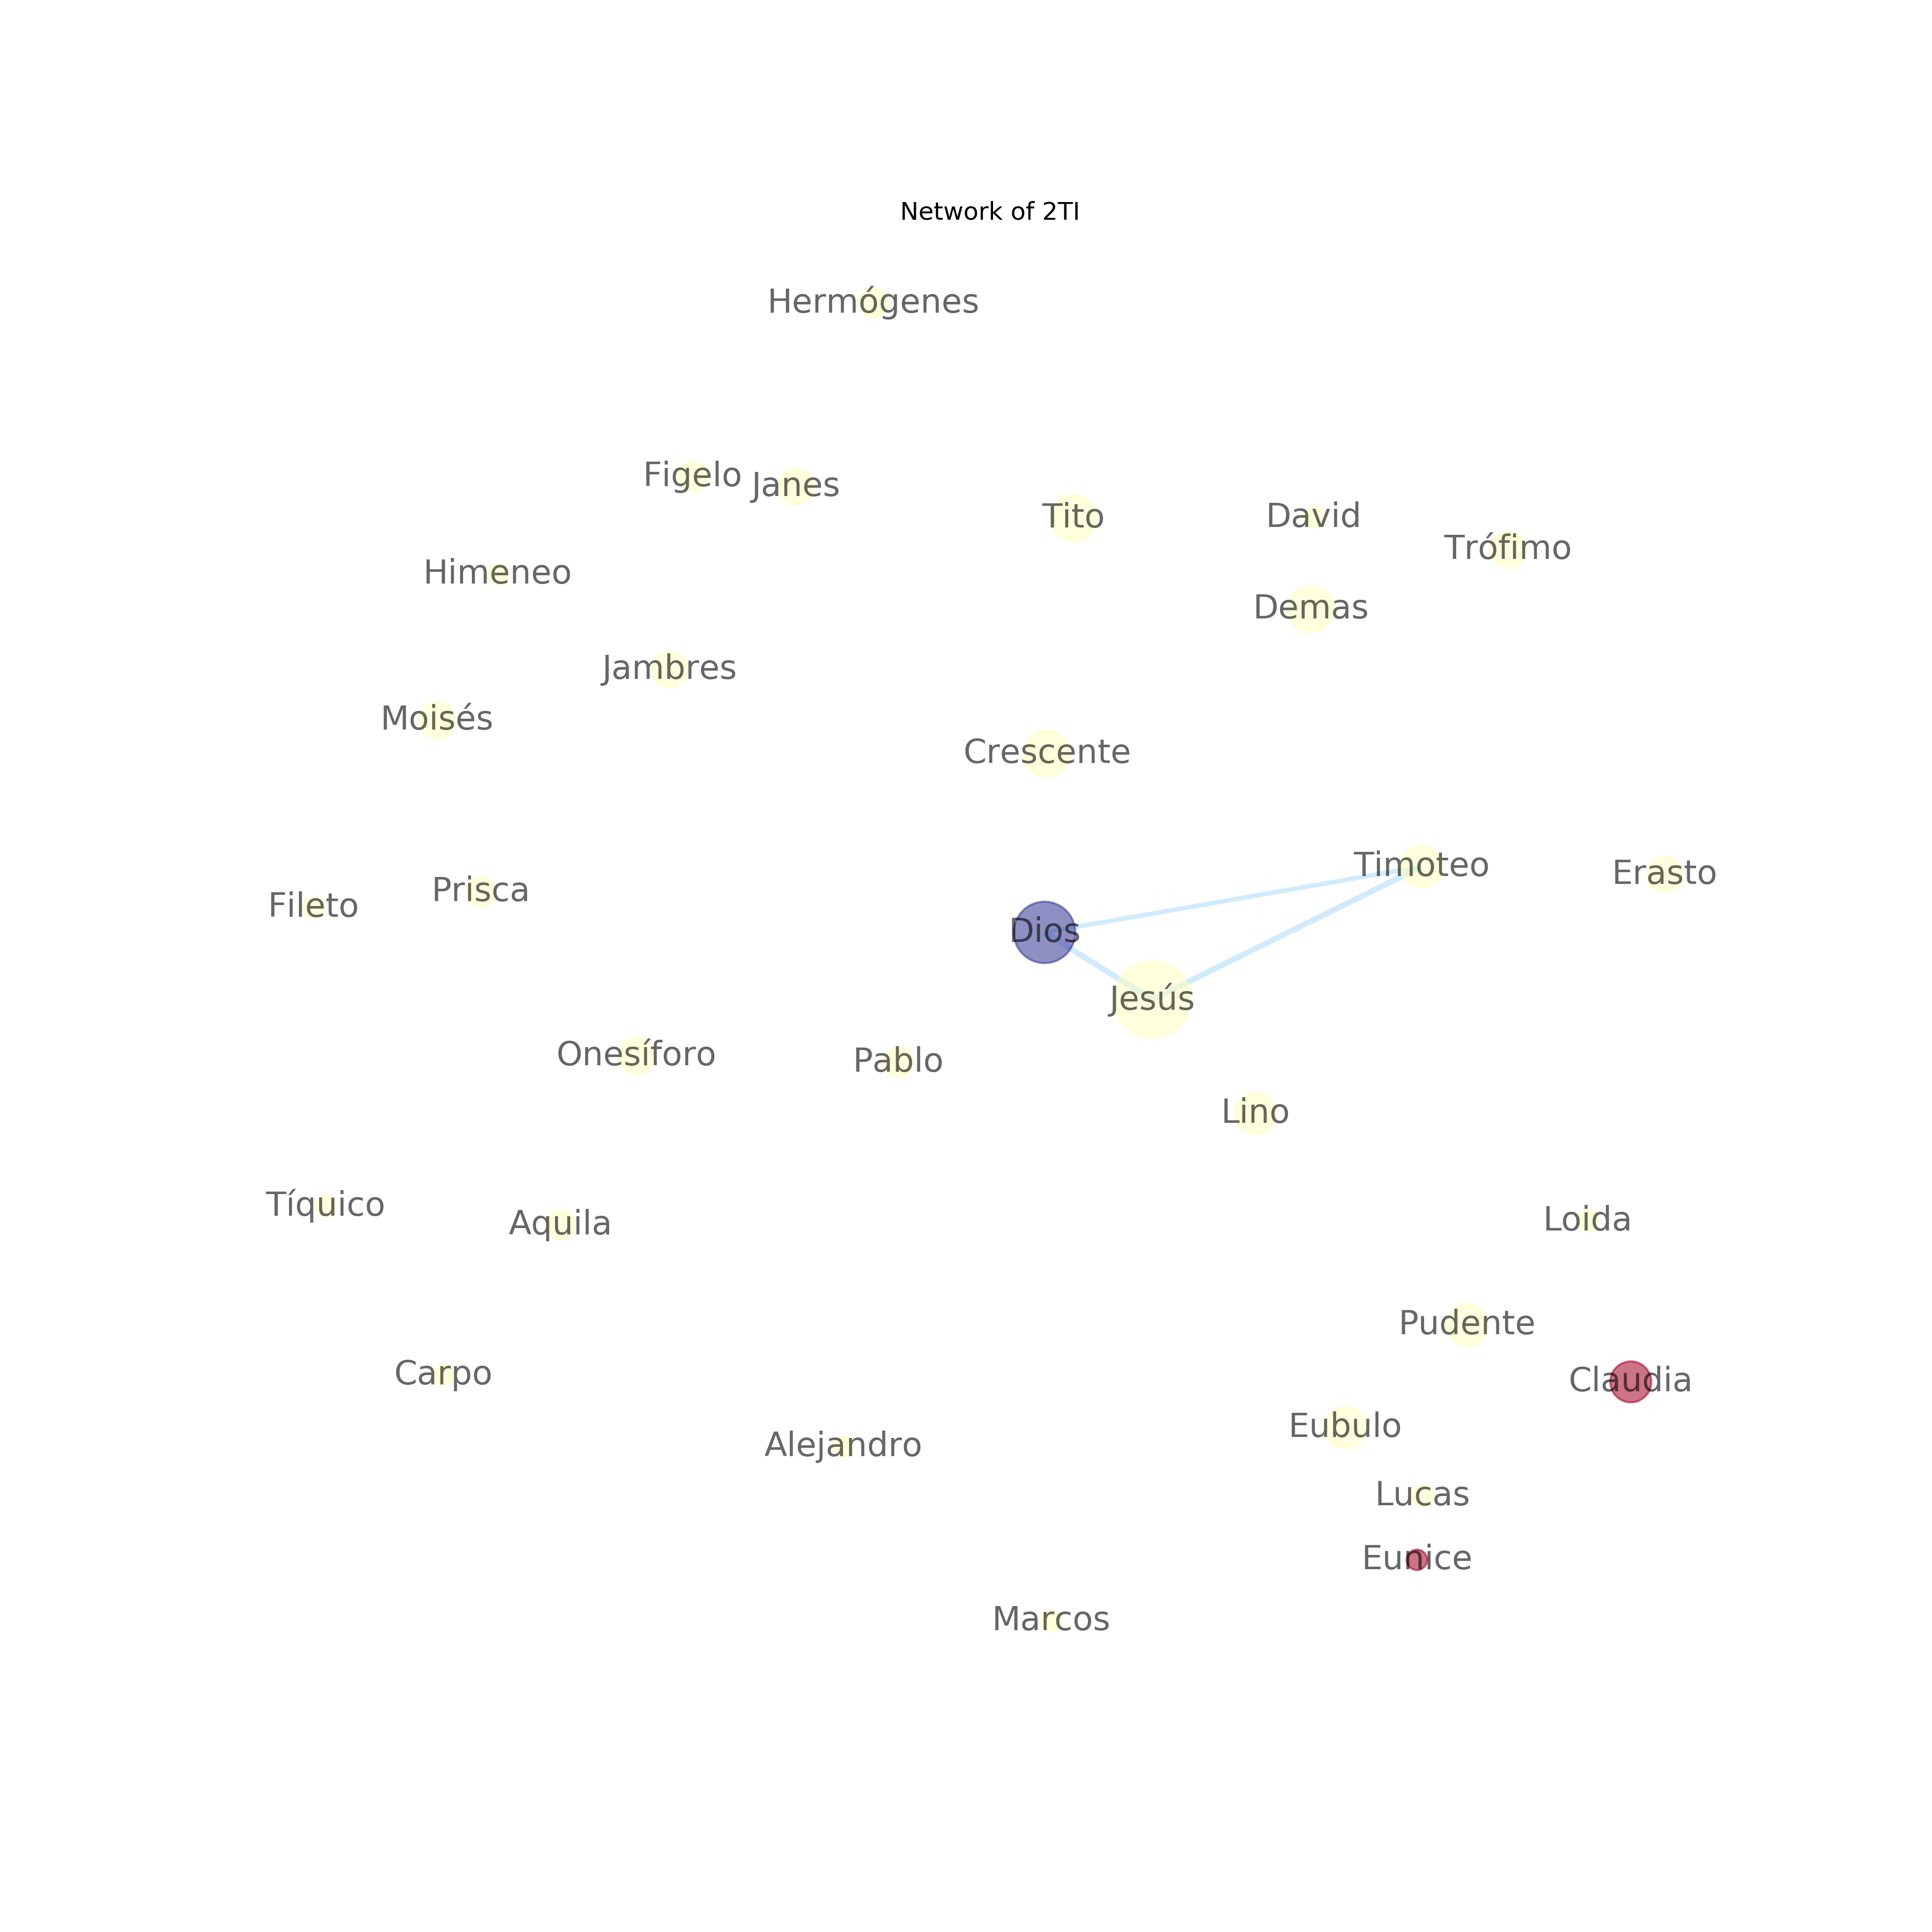 Network of 2TI
Hermógenes
Figelo
Janes
Tito
David
Trófimo
Himeneo
Demas
Jambres
Moisés
Crescente
Timoteo
Erasto
Prisca
Fileto
Dios
Jesús
Onesíforo
Pablo
Lino
Tíquico
Aquila
Loida
Pudente
Carpo
Claudia
Eubulo
Alejandro
Lucas
Eunice
Marcos